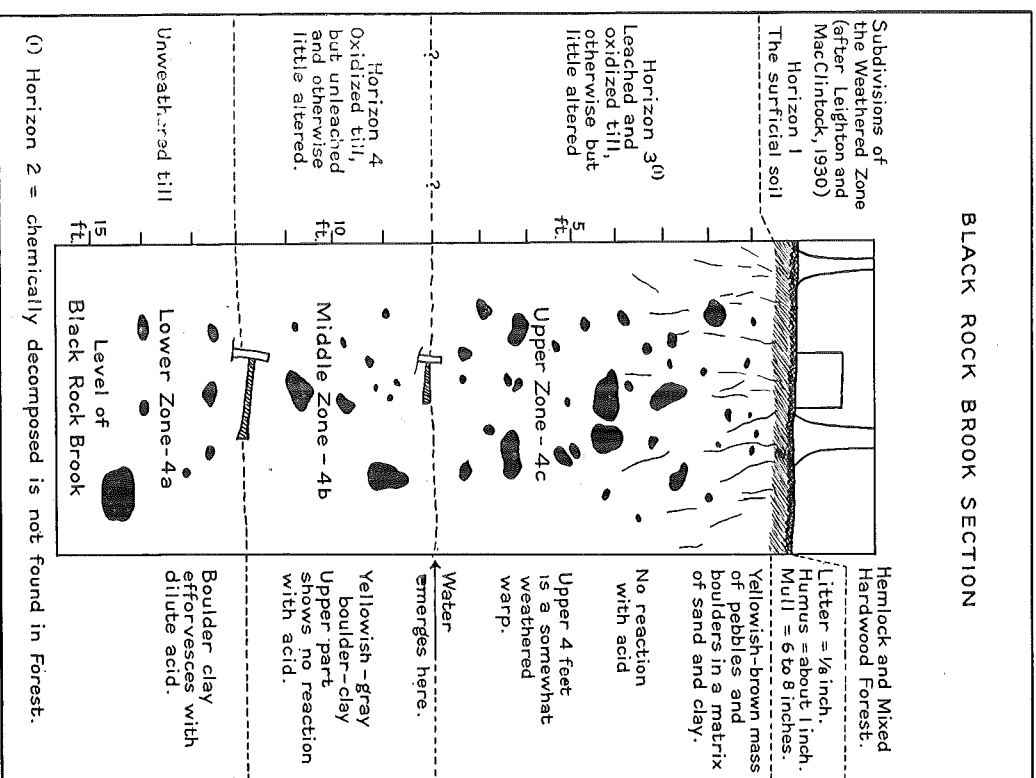 BLACK ROCK BROOK SECTION
Subdivisions of
the Weathered Zone
(after Leighton and
MacClintock, 1930)
Horizon 1
The surficial soil
Horizon 3(1)
Leached and
oxidized till,
otherwise but
little altered
?
?
Horizon 4
Oxidized till,
but unleached
and otherwise
little altered.
Unweathered till
5
ft.
10
ft.
15
ft.
Upper Zone-4c
Middle Zone-4b
Lower Zone-4a
Level of
Black Rock Brook
Hemlock and Mixed
Hardwood Forest.
Litter = 1/8 inch.
Humus = about 1 inch.
Mull = 6 to 8 inches.
Yellowish-brown mass
of pebbles and
boulders in a matrix
of sand and clay.
No reaction
with acid
Upper 4 feet
is a somewhat
weathered
warp.
Water
emerges here.
Yellowish-gray
boulder-clay
Upper part
shows no reaction
with acid.
Boulder clay
efforvesces with
dilute acid.
(1) Horizon 2 = chemically decomposed is not found in Forest.